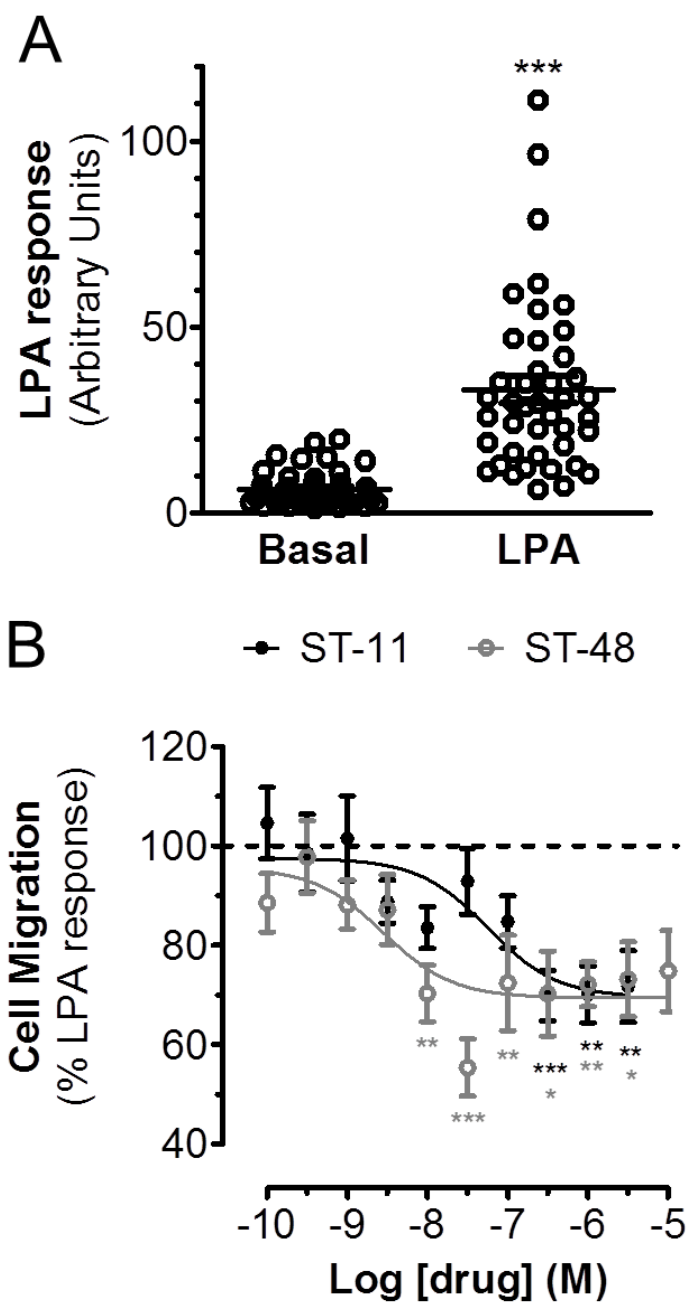 A
LPA response
(Arbitrary Units)
***
100
50
0
Basal LPA
B
ST-11 ST-48
Cell Migration
(% LPA response)
120
100
80
60
40
** *** ** *** ** **
* ** *
-10 -9 -8 -7 -6 -5
Log [drug] (M)